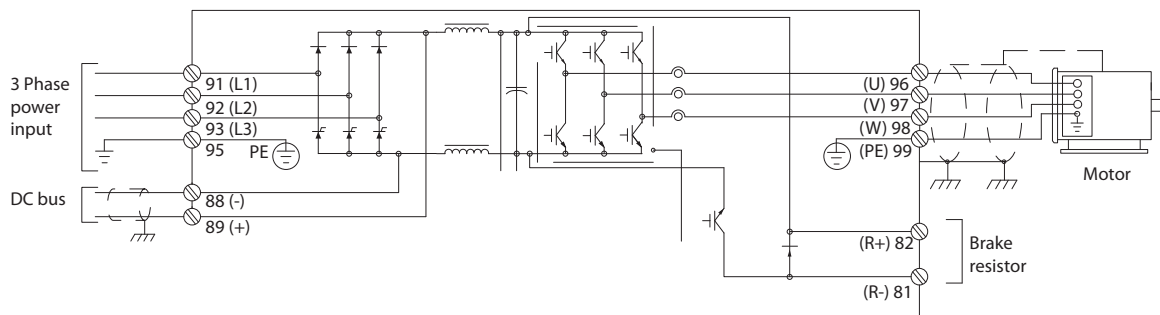 3 Phase
power
input
91 (L1)
92 (L2)
93 (L3)
95
PE
DC bus
88 (-)
89 (+)
(U) 96
(V) 97
(W) 98
(PE) 99
Motor
(R+) 82
Brake
resistor
(R-) 81